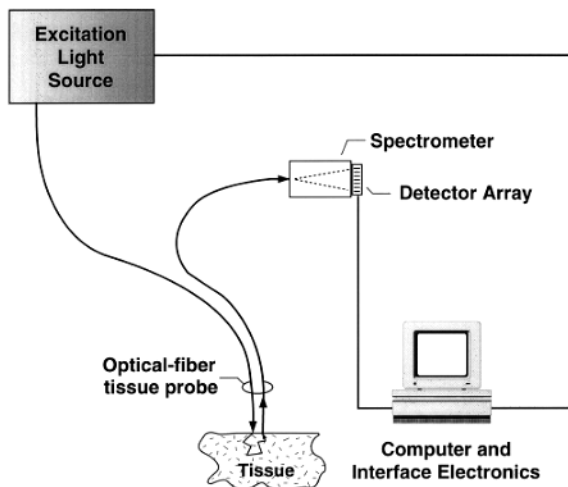 Excitation
Light
Source
Spectrometer
Detector Array
Optical-fiber
tissue probe
Tissue
Computer and
Interface Electronics